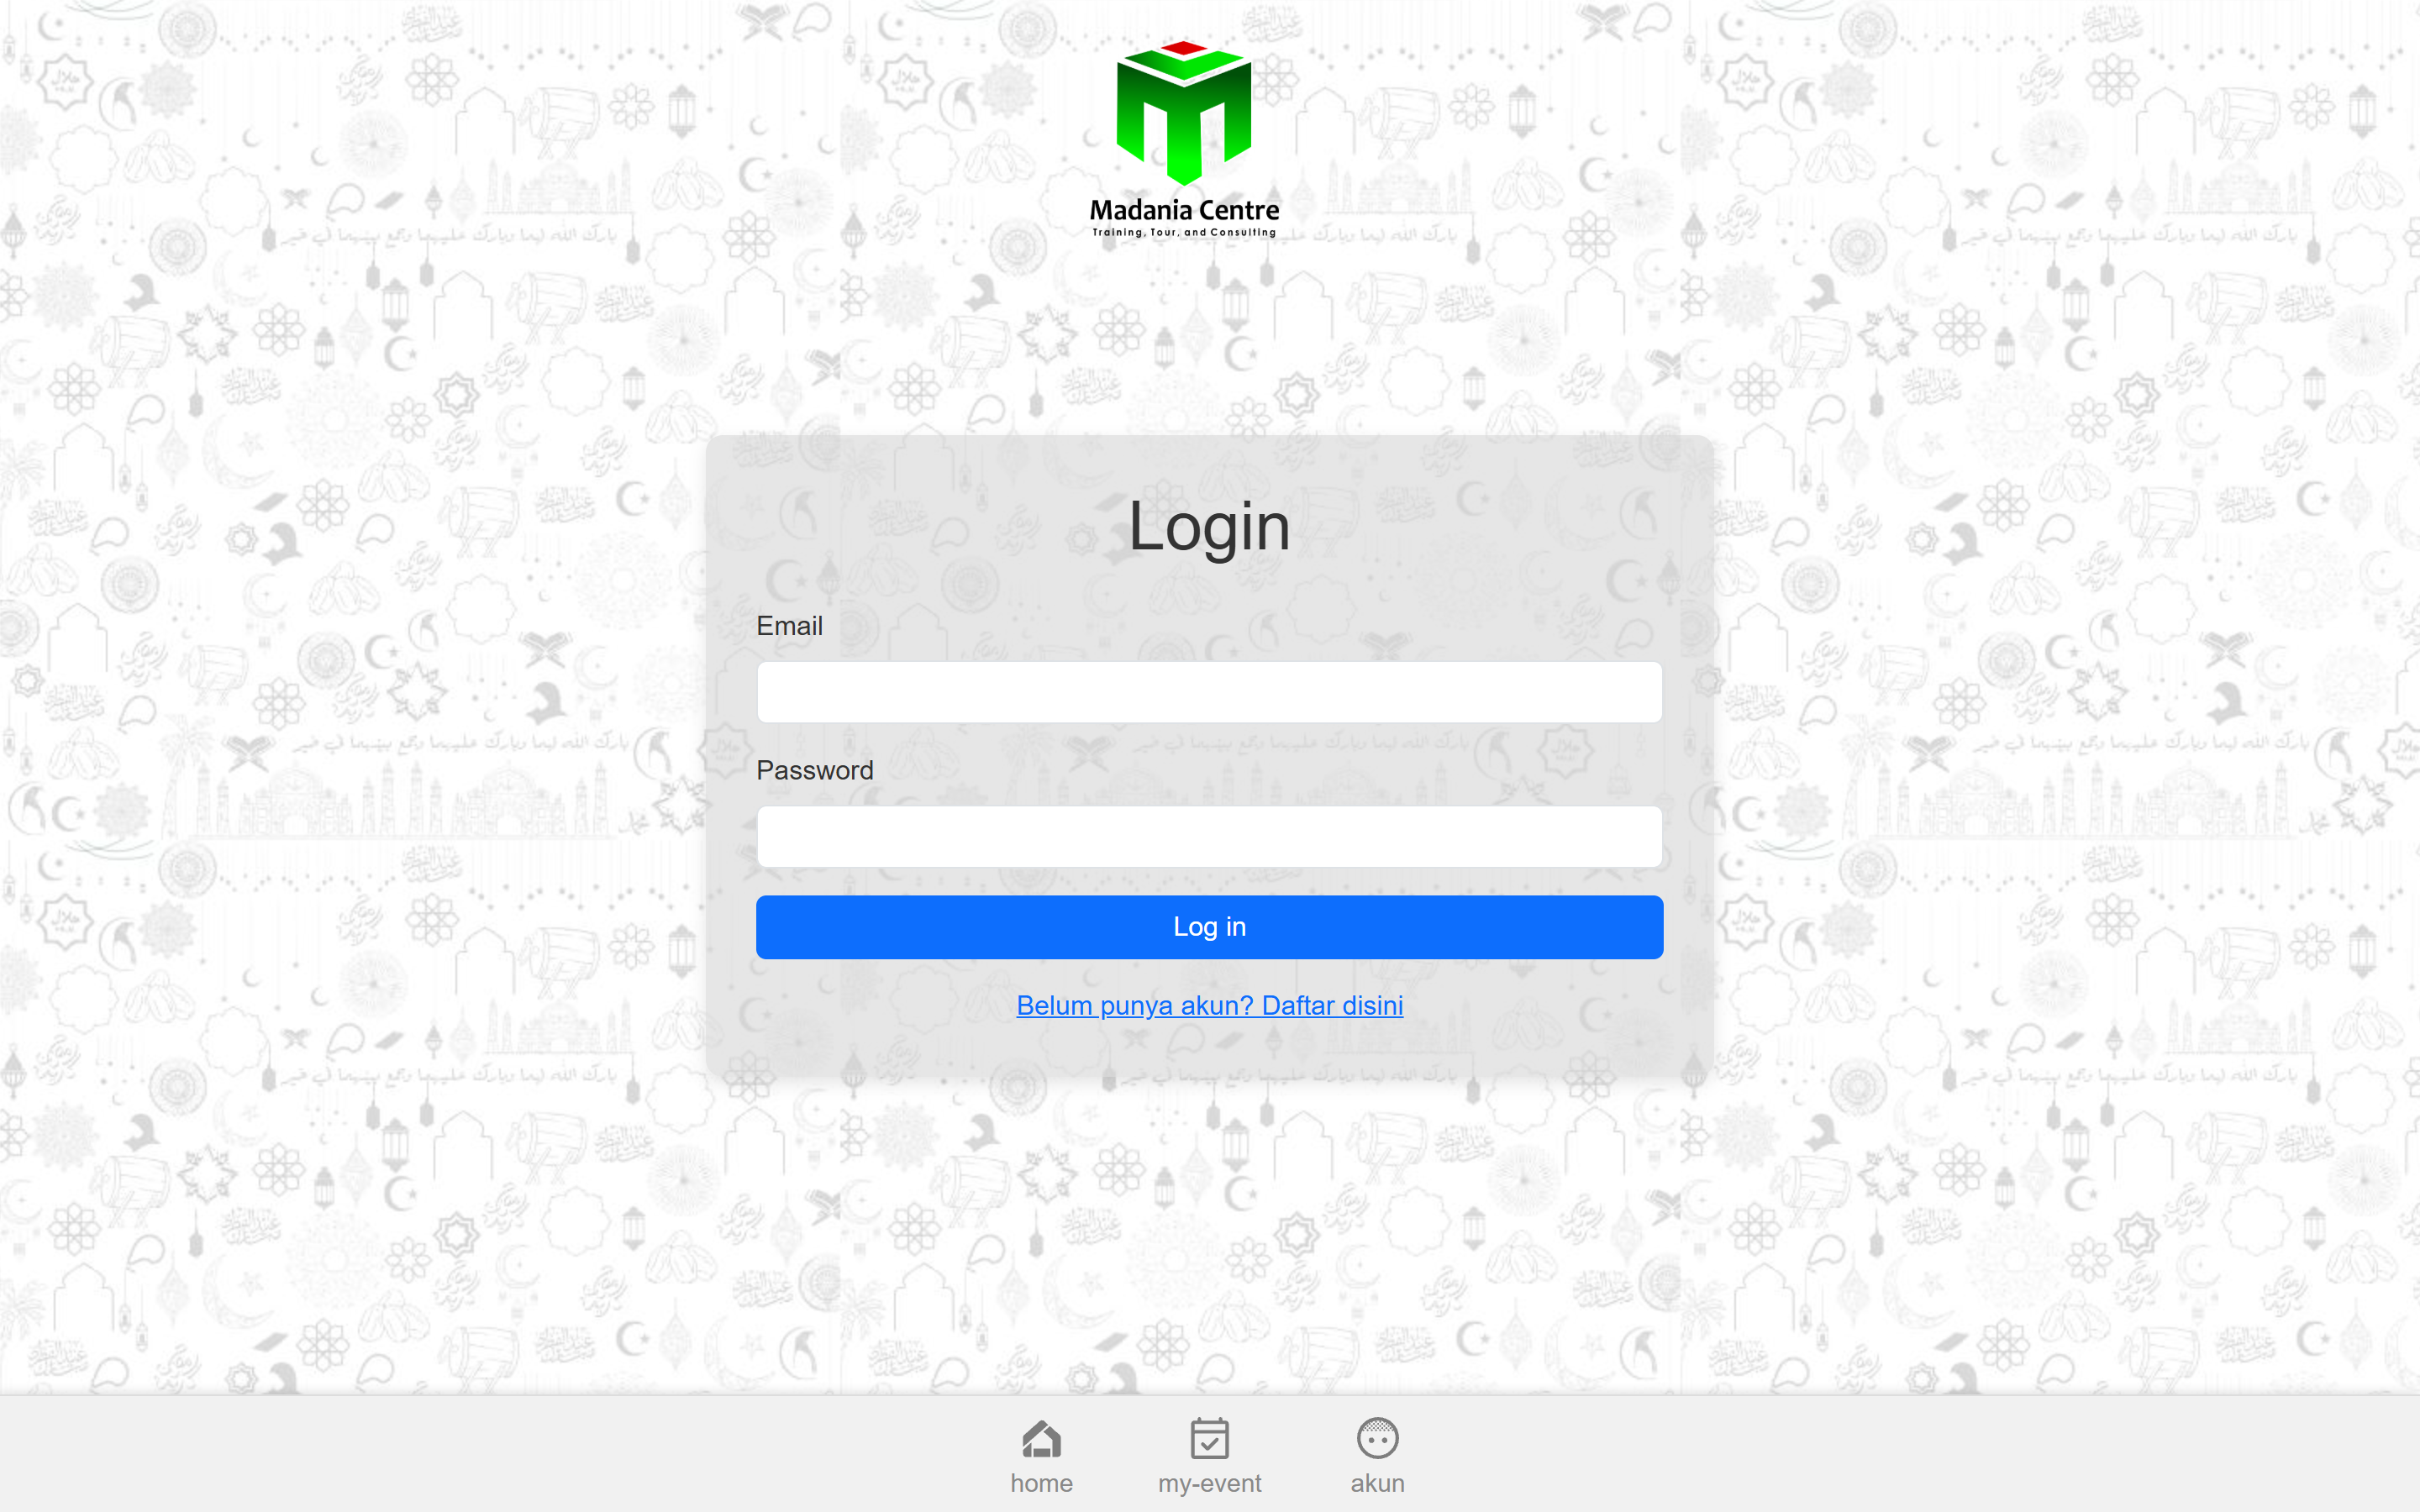 Madania Centre
Training, Tour, and Consulting
Login
Email
Password
Log in
Belum punya akun? Daftar disini
home
my-event
akun